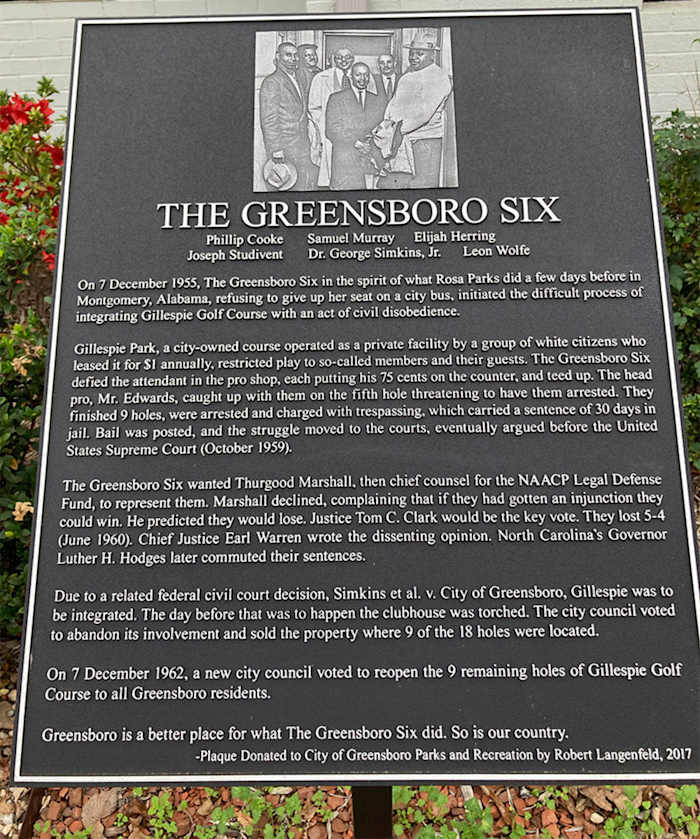 THE GREENSBORO SIX
Phillip Cooke Samuel Murray Elijah Herring
Joseph Studivent Dr. George Simkins, Jr. Leon Wolfe
On 7 December 1955, The Greensboro Six in the spirit of what Rosa Parks did a few days before in
Montgomery, Alabama, refusing to give up her seat on a city bus, initiated the difficult process of
integrating Gillespie Golf Course with an act of civil disobedience.
Gillespie Park, a city-owned course operated as a private facility by a group of white citizens who
leased it for $1 annually, restricted play to so-called members and their guests. The Greensboro Six
defied the attendant in the pro shop, each putting his 75 cents on the counter, and teed up. The head
pro, Mr. Edwards, caught up with them on the fifth hole threatening to have them arrested. They
finished 9 holes, were arrested and charged with trespassing, which carried a sentence of 30 days in
jail. Bail was posted, and the struggle moved to the courts, eventually argued before the United
States Supreme Court (October 1959).
The Greensboro Six wanted Thurgood Marshall, then chief counsel for the NAACP Legal Defense
Fund, to represent them. Marshall declined, complaining that if they had gotten an injunction they
could win. He predicted they would lose. Justice Tom C. Clark would be the key vote. They lost 5-4
(June 1960). Chief Justice Earl Warren wrote the dissenting opinion. North Carolina's Governor
Luther H. Hodges later commuted their sentences.
Due to a related federal civil court decision, Simkins et al. v. City of Greensboro, Gillespie was to
be integrated. The day before that was to happen the clubhouse was torched. The city council voted
to abandon its involvement and sold the property where 9 of the 18 holes were located.
On 7 December 1962, a new city council voted to reopen the 9 remaining holes of Gillespie Golf
Course to all Greensboro residents.
Greensboro is a better place for what The Greensboro Six did. So is our country.
-Plaque Donated to City of Greensboro Parks and Recreation by Robert Langenfeld, 2017